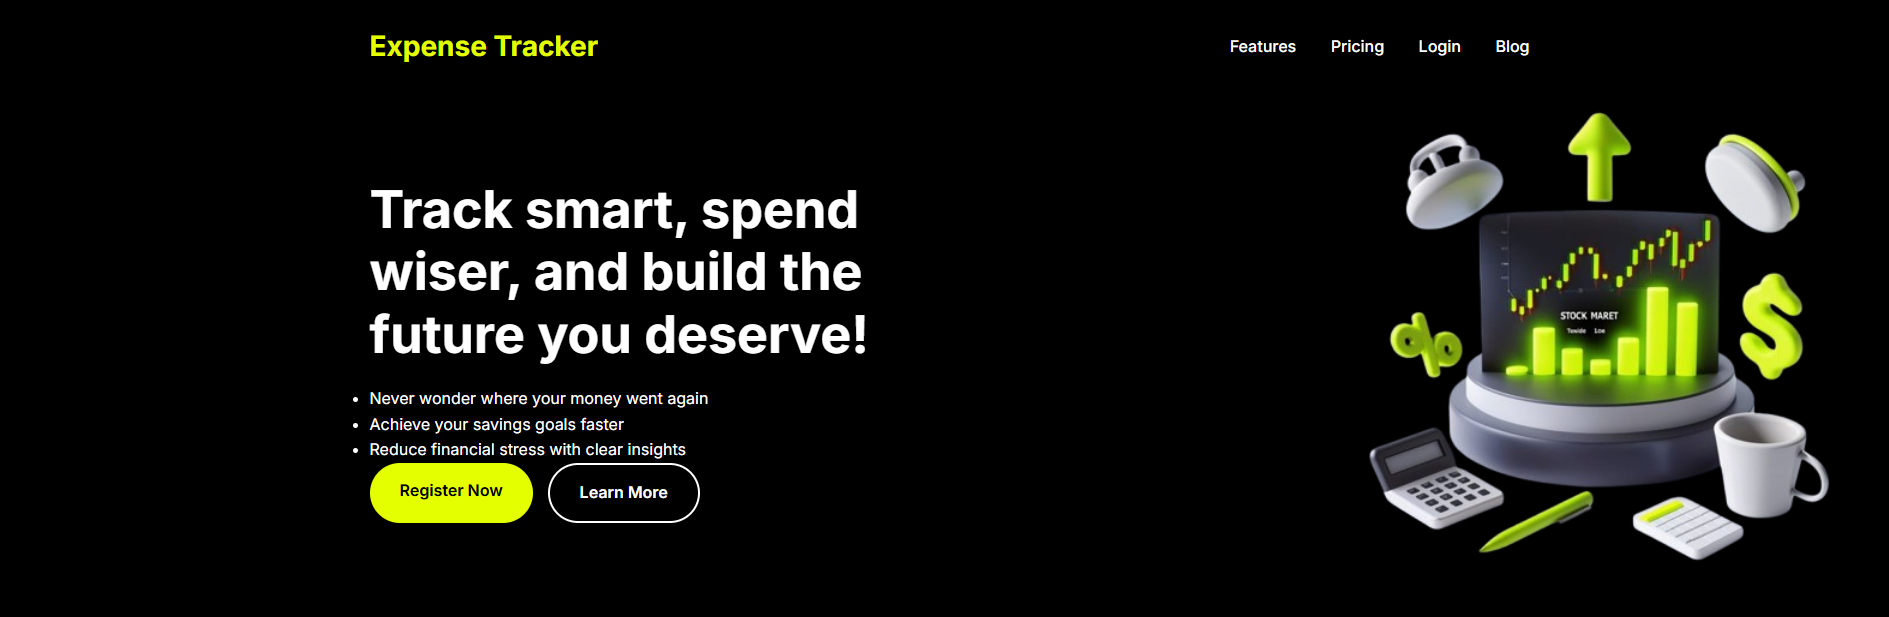 Expense Tracker
Features Pricing Login Blog
Track smart, spend
wiser, and build the
future you deserve!
Never wonder where your money went again
Achieve your savings goals faster
Reduce financial stress with clear insights
Register Now Learn More
STOCK MARET
Tewide Low
%
$